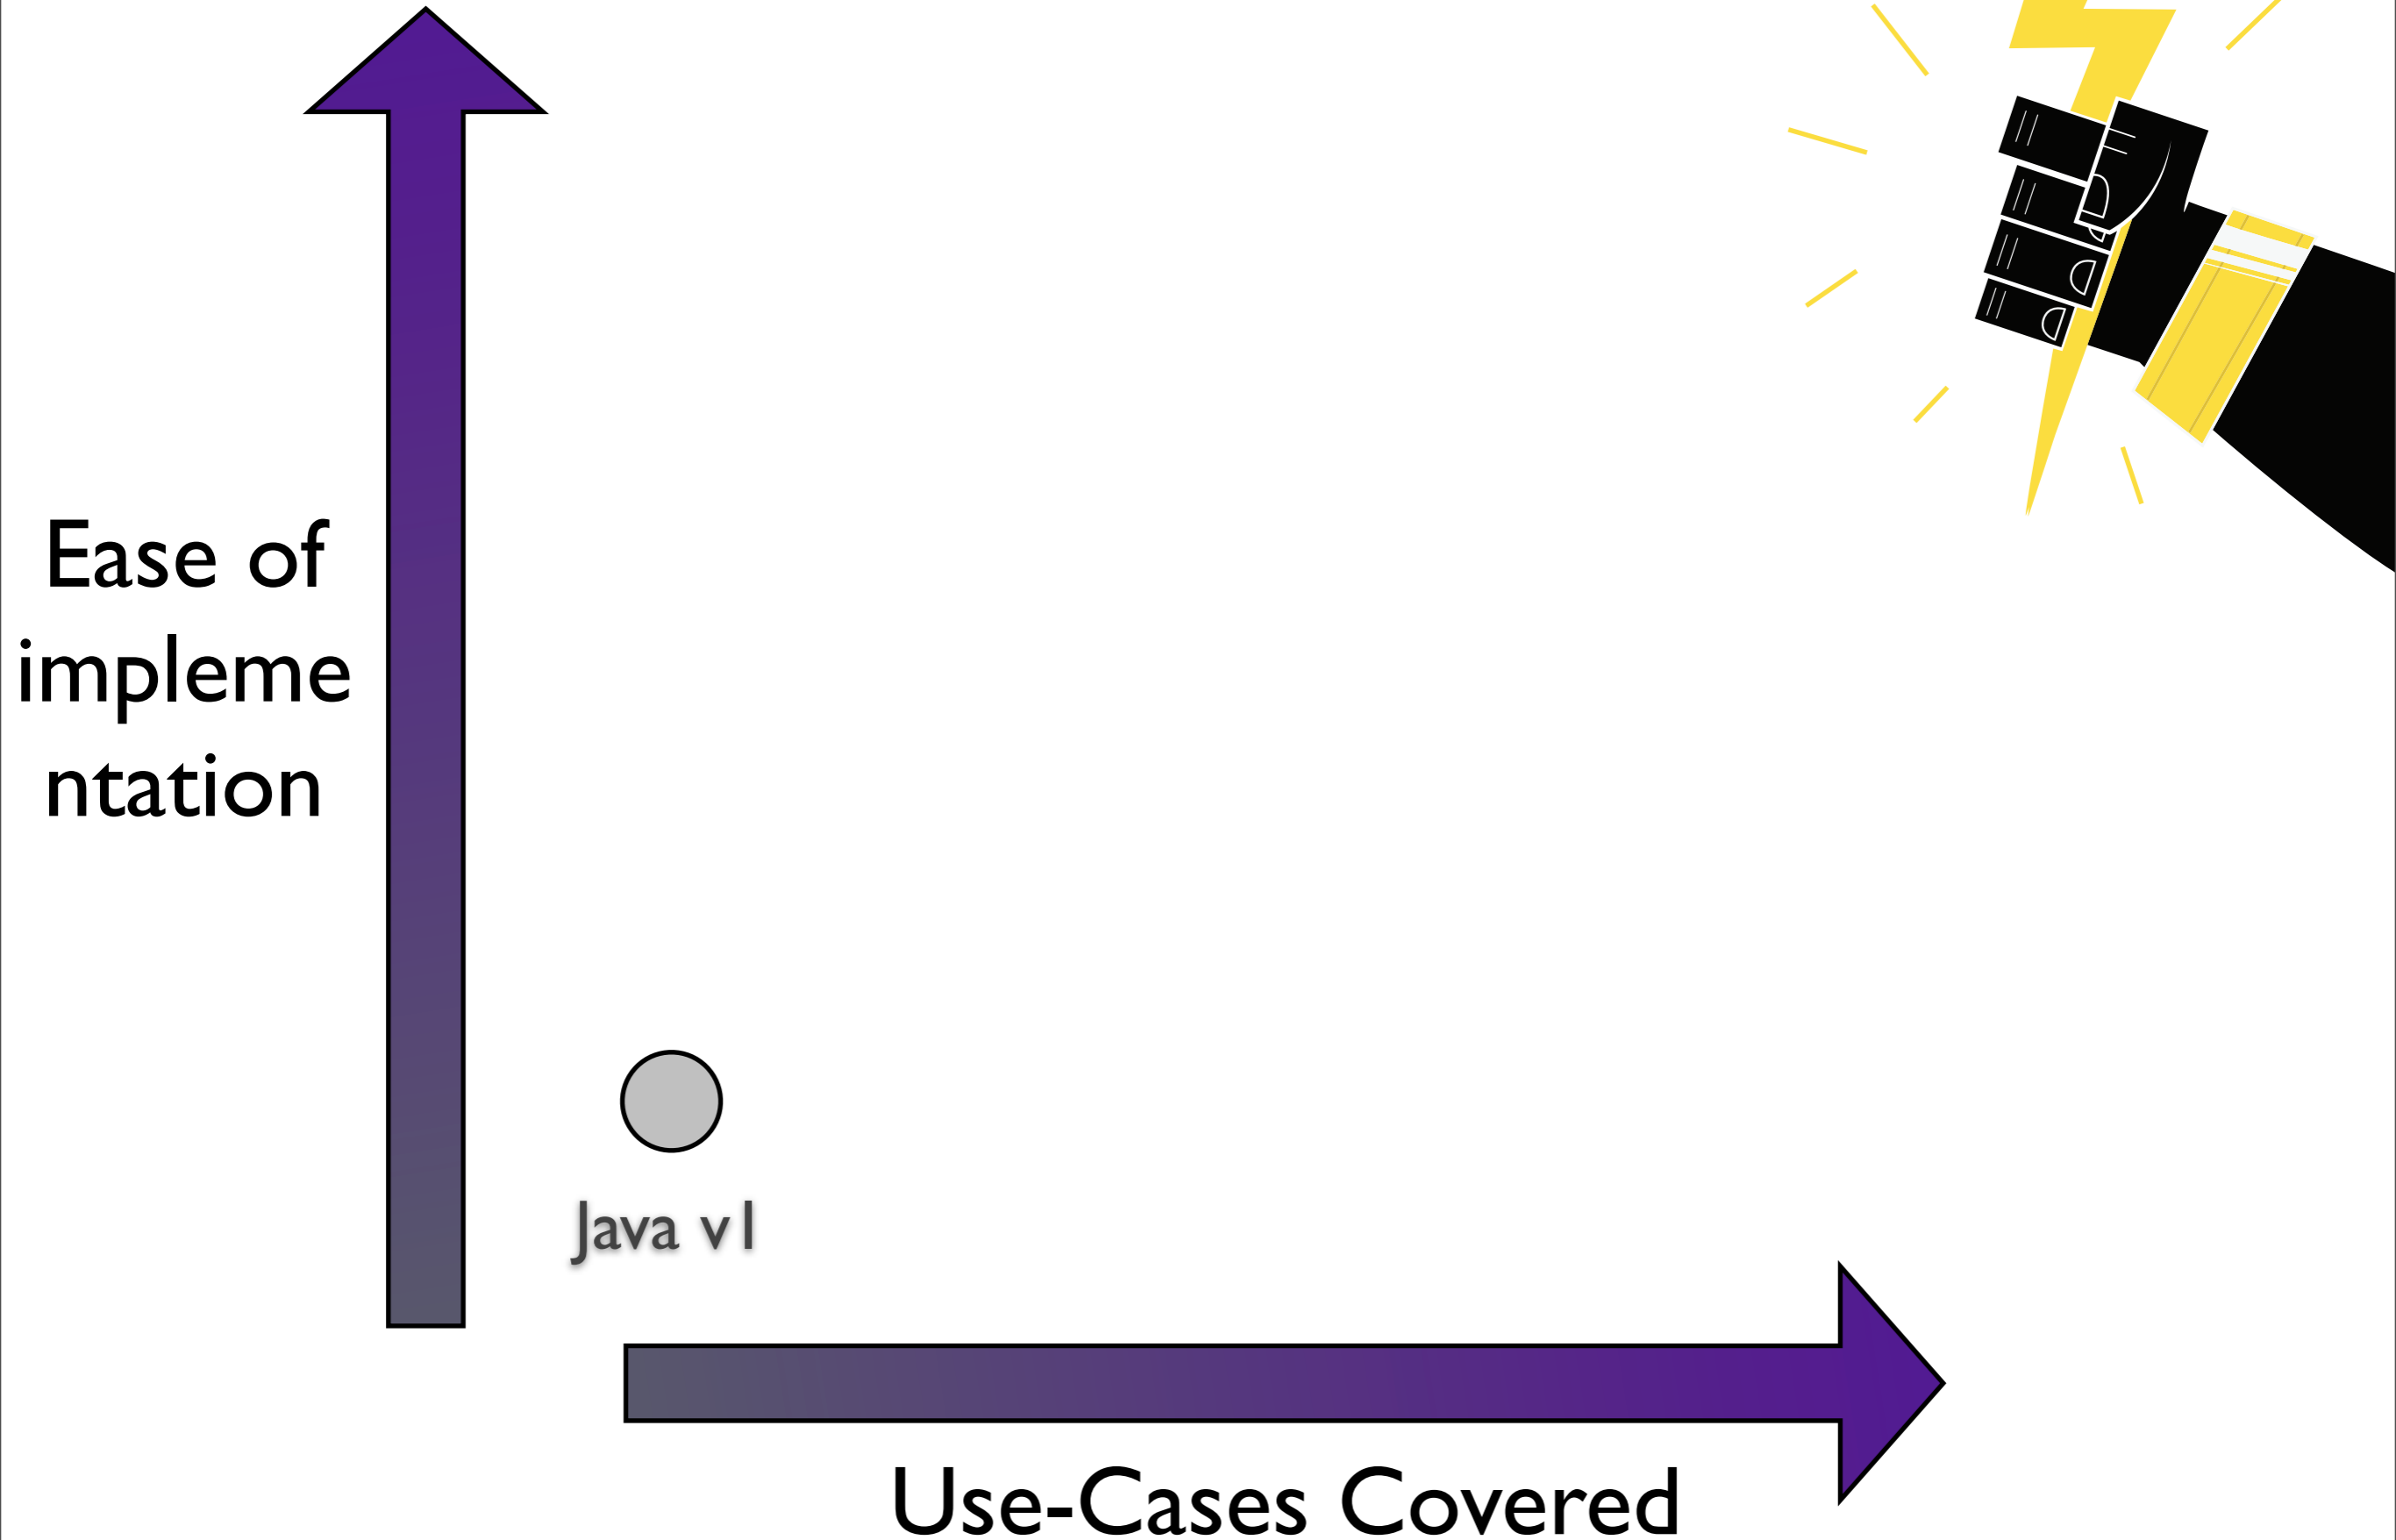 Ease of
impleme
ntation
Java v1
Use-Cases Covered